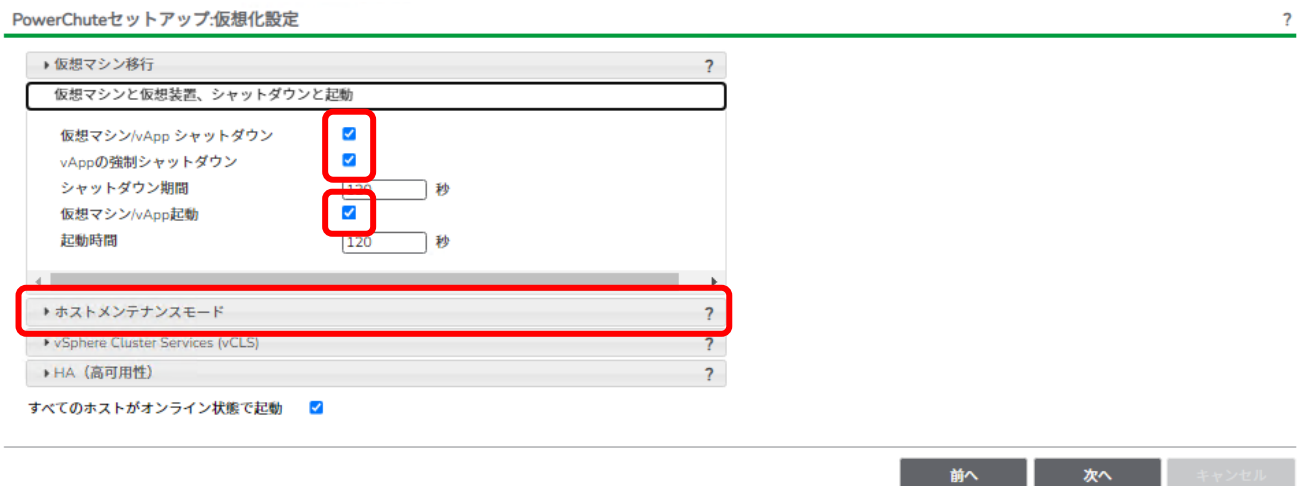 PowerChuteセットアップ:仮想化設定 ?
仮想マシン移行 ?
仮想マシンと仮想装置、シャットダウンと起動
仮想マシン/vApp シャットダウン
vAppの強制シャットダウン
シャットダウン期間 120 秒
仮想マシン/vApp起動
起動時間 120 秒
ホストメンテナンスモード ?
vSphere Cluster Services (vCLS) ?
HA（高可用性） ?
すべてのホストがオンライン状態で起動
前へ 次へ キャンセル